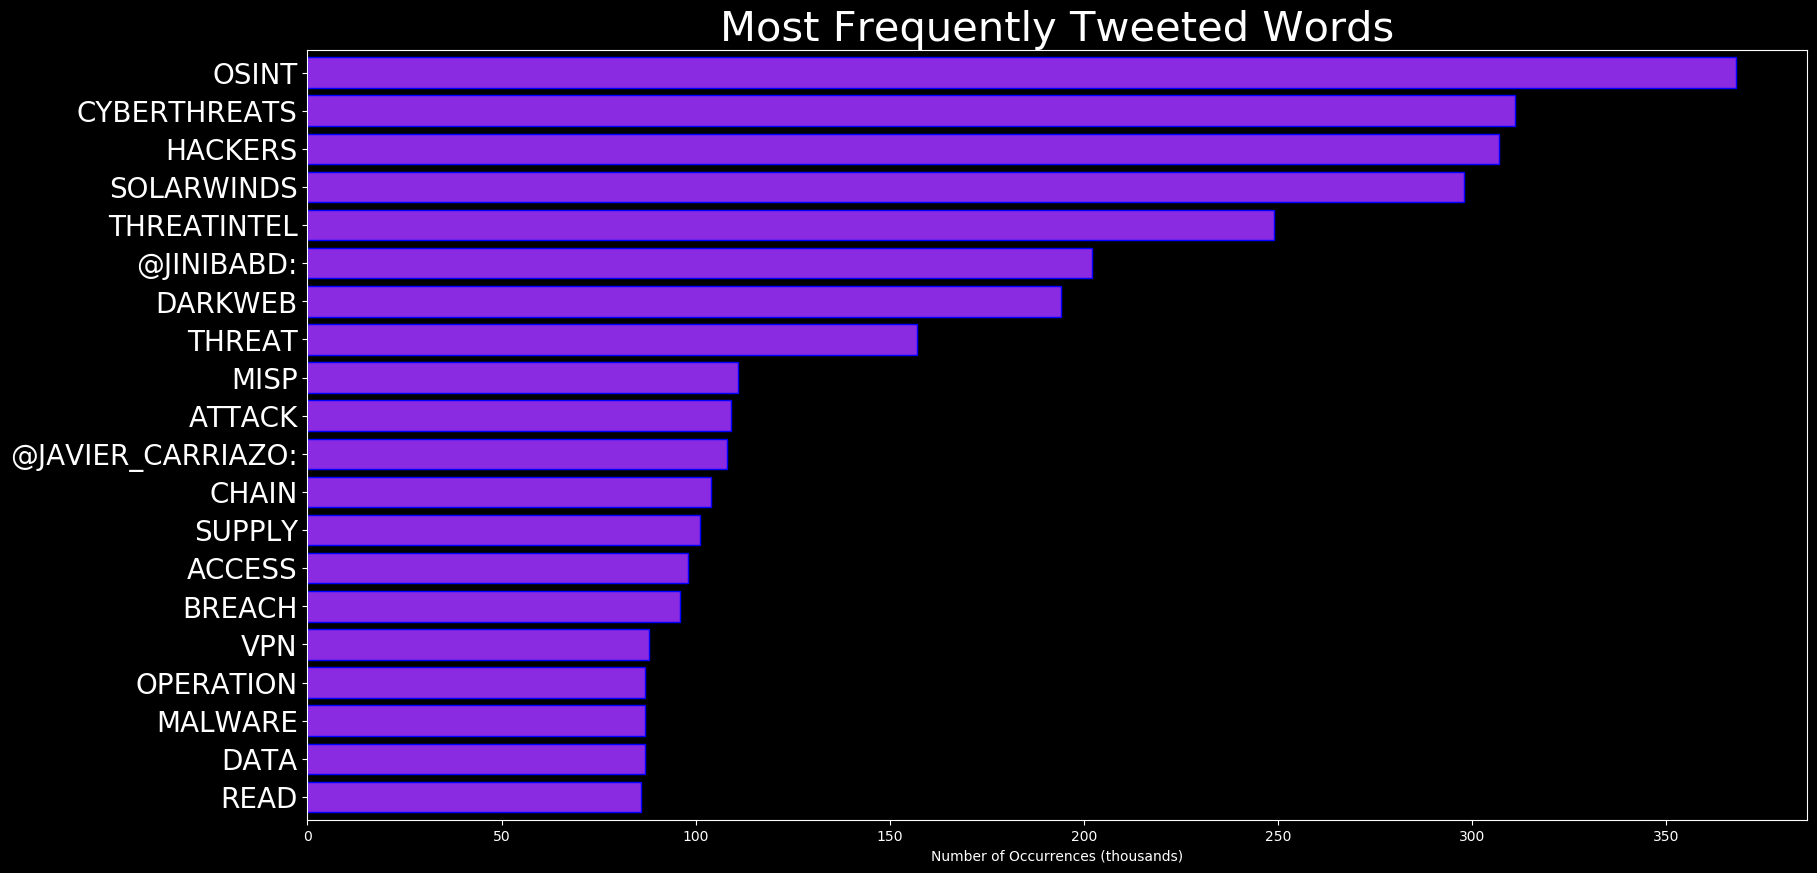 Most Frequently Tweeted Words
OSINT
CYBERTHREATS
HACKERS
SOLARWINDS
THREATINTEL
@JINIBABD:
DARKWEB
THREAT
MISP
ATTACK
@JAVIER_CARRIAZO:
CHAIN
SUPPLY
ACCESS
BREACH
VPN
OPERATION
MALWARE
DATA
READ
0 50 100 150 200 250 300 350
Number of Occurrences (thousands)